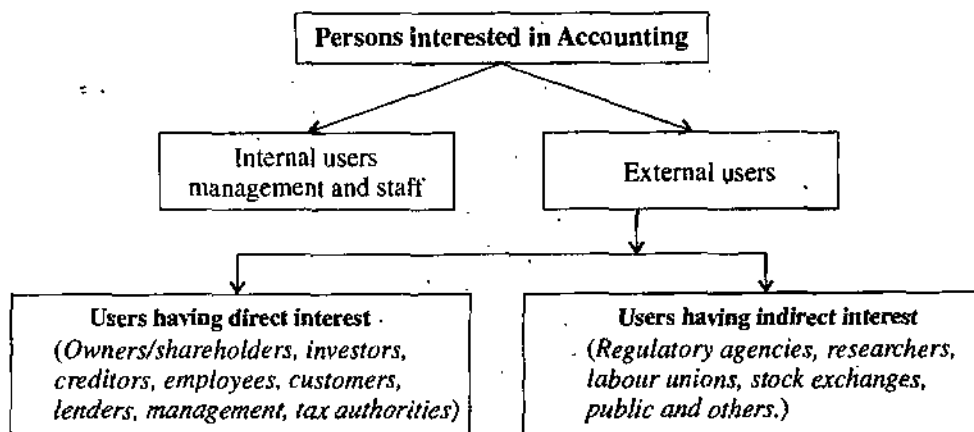 Persons interested in Accounting
Internal users
management and staff
External users
Users having direct interest
(Owners/shareholders, investors,
creditors, employees, customers,
lenders, management, tax authorities)
Users having indirect interest
(Regulatory agencies, researchers,
labour unions, stock exchanges,
public and others.)